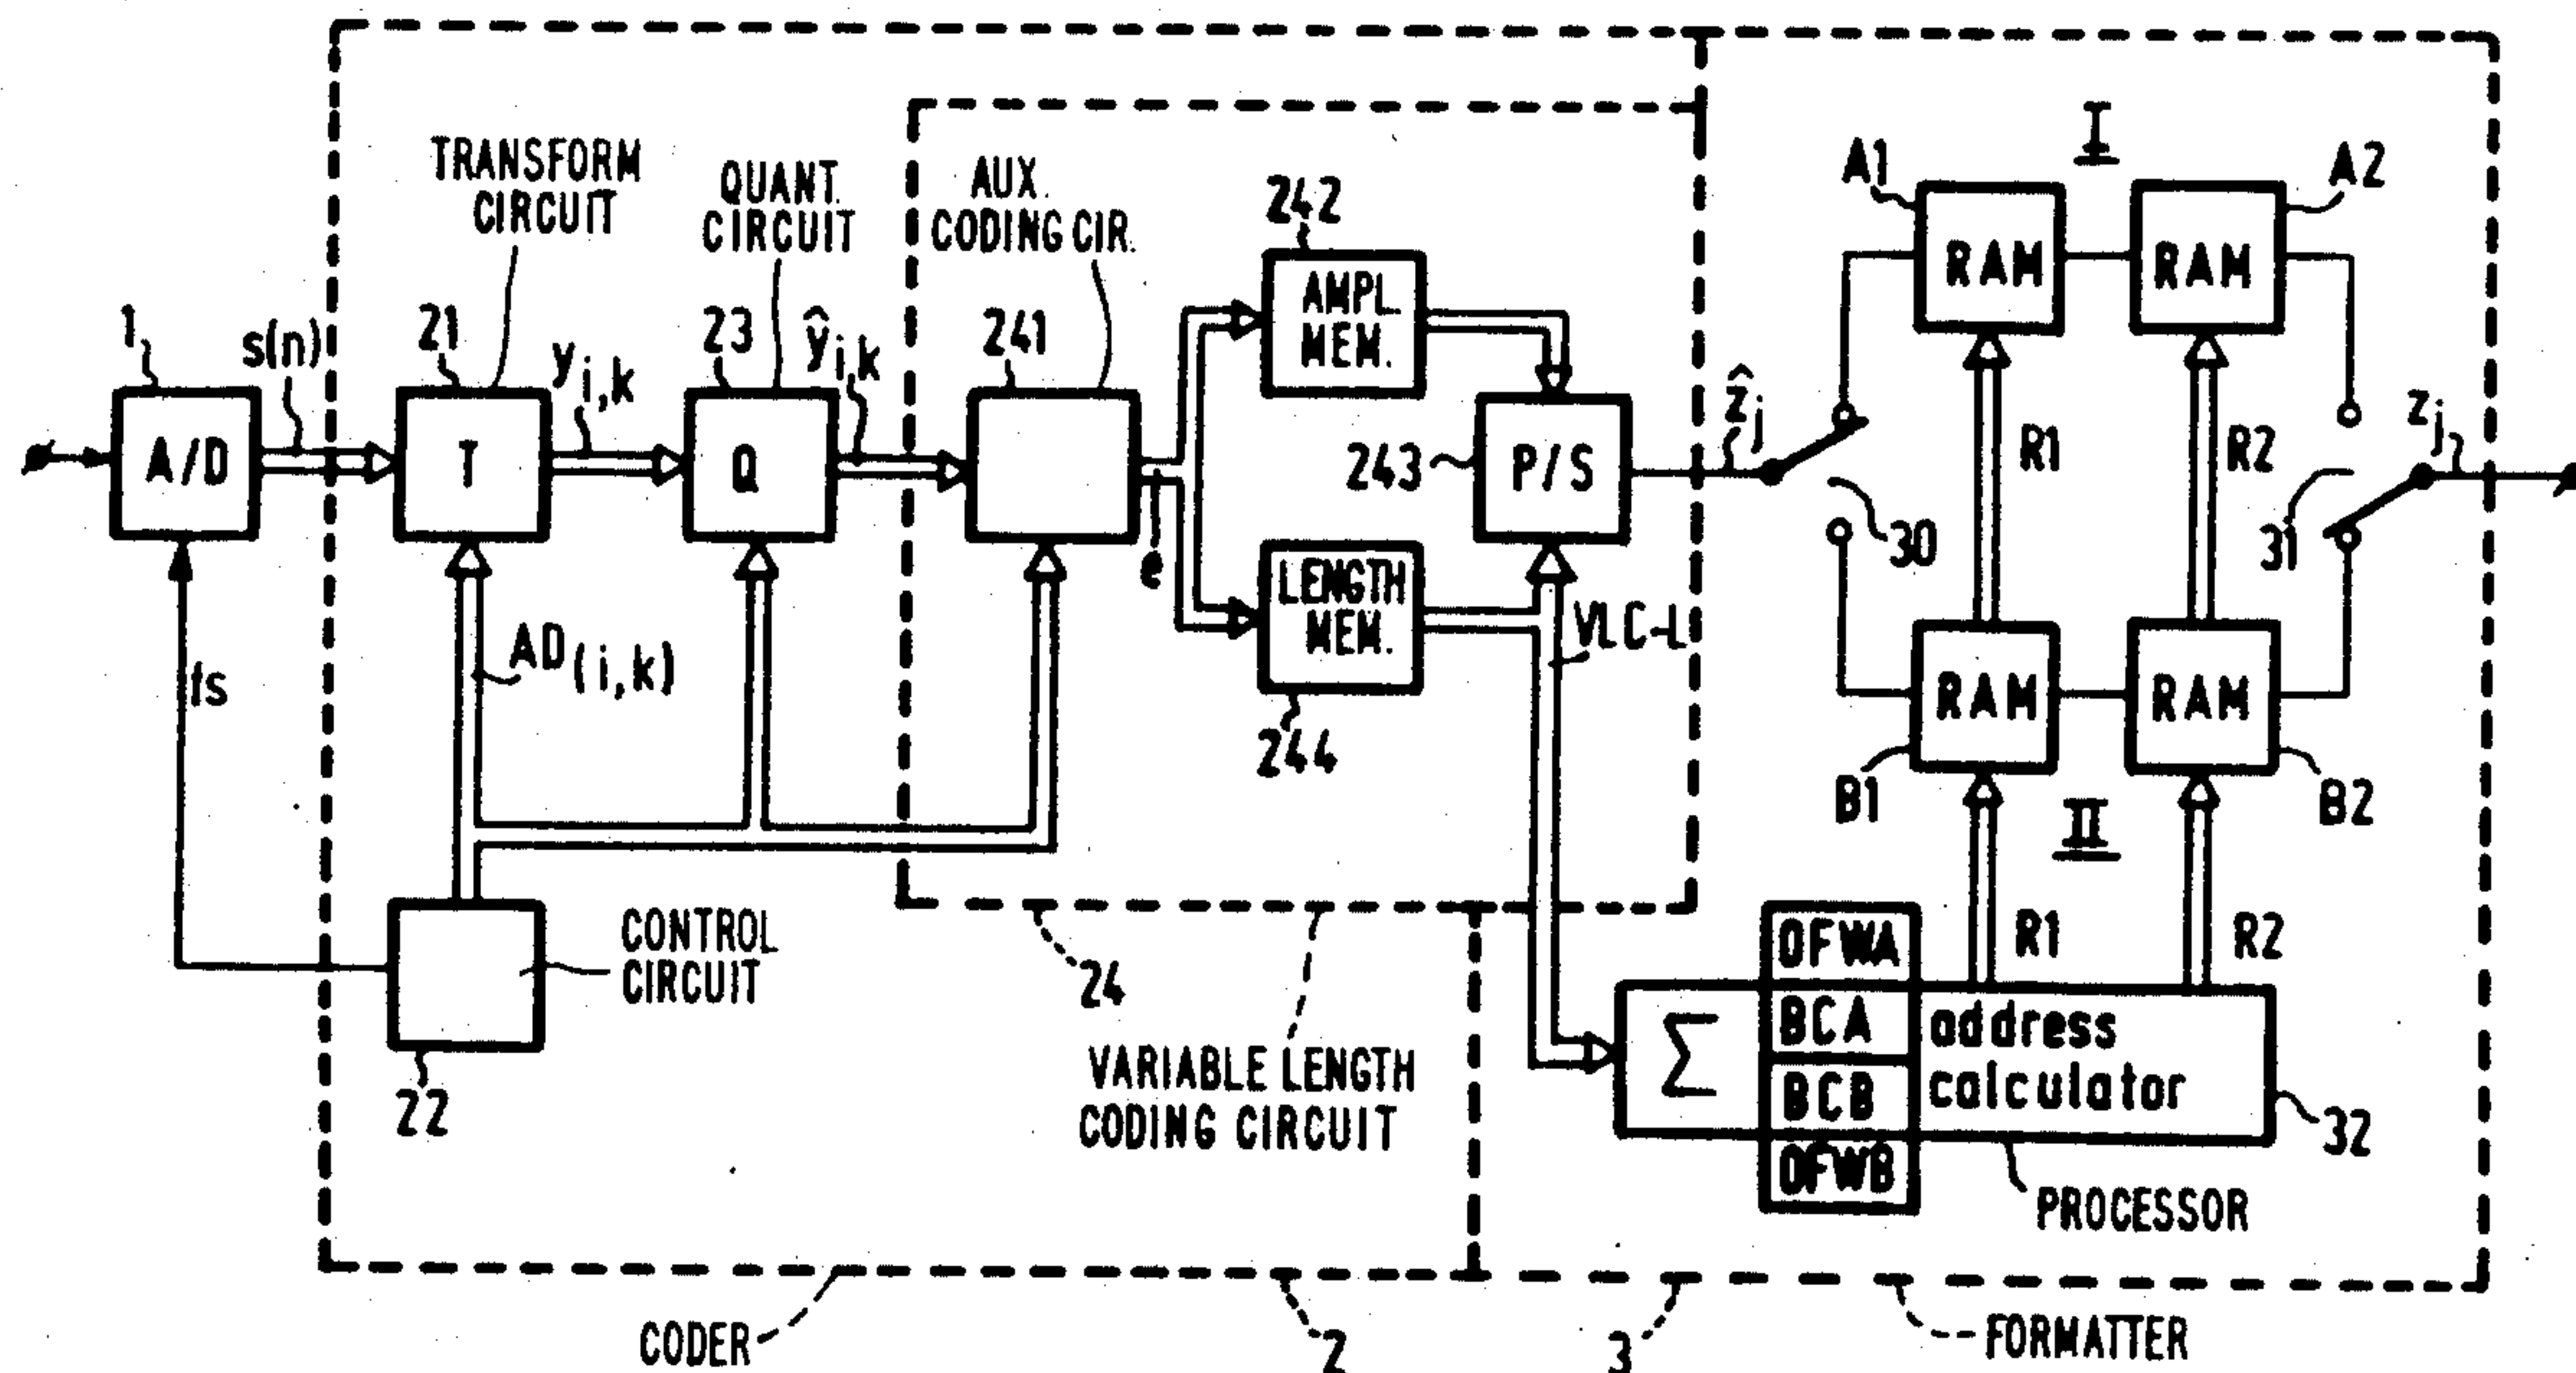 TRANSFORM
CIRCUIT
QUANT.
CIRCUIT
AUX.
CODING CIR.
242
AMPL.
MEM.
A1
I
A2
RAM
RAM
1
s(n)
21
y i,k
23
ŷ i,k
241
A/D
T
Q
243
P/S
ẑj
R1
R2
zj
30
31
e
LENGTH
MEM.
VLC-L
244
fs
AD(i,k)
RAM
RAM
B1
II
B2
CONTROL
CIRCUIT
22
24
VARIABLE LENGTH
CODING CIRCUIT
OFWA
R1
R2
Σ
BCA
address
BCB
calculator
OFWB
32
PROCESSOR
CODER
2
3
FORMATTER